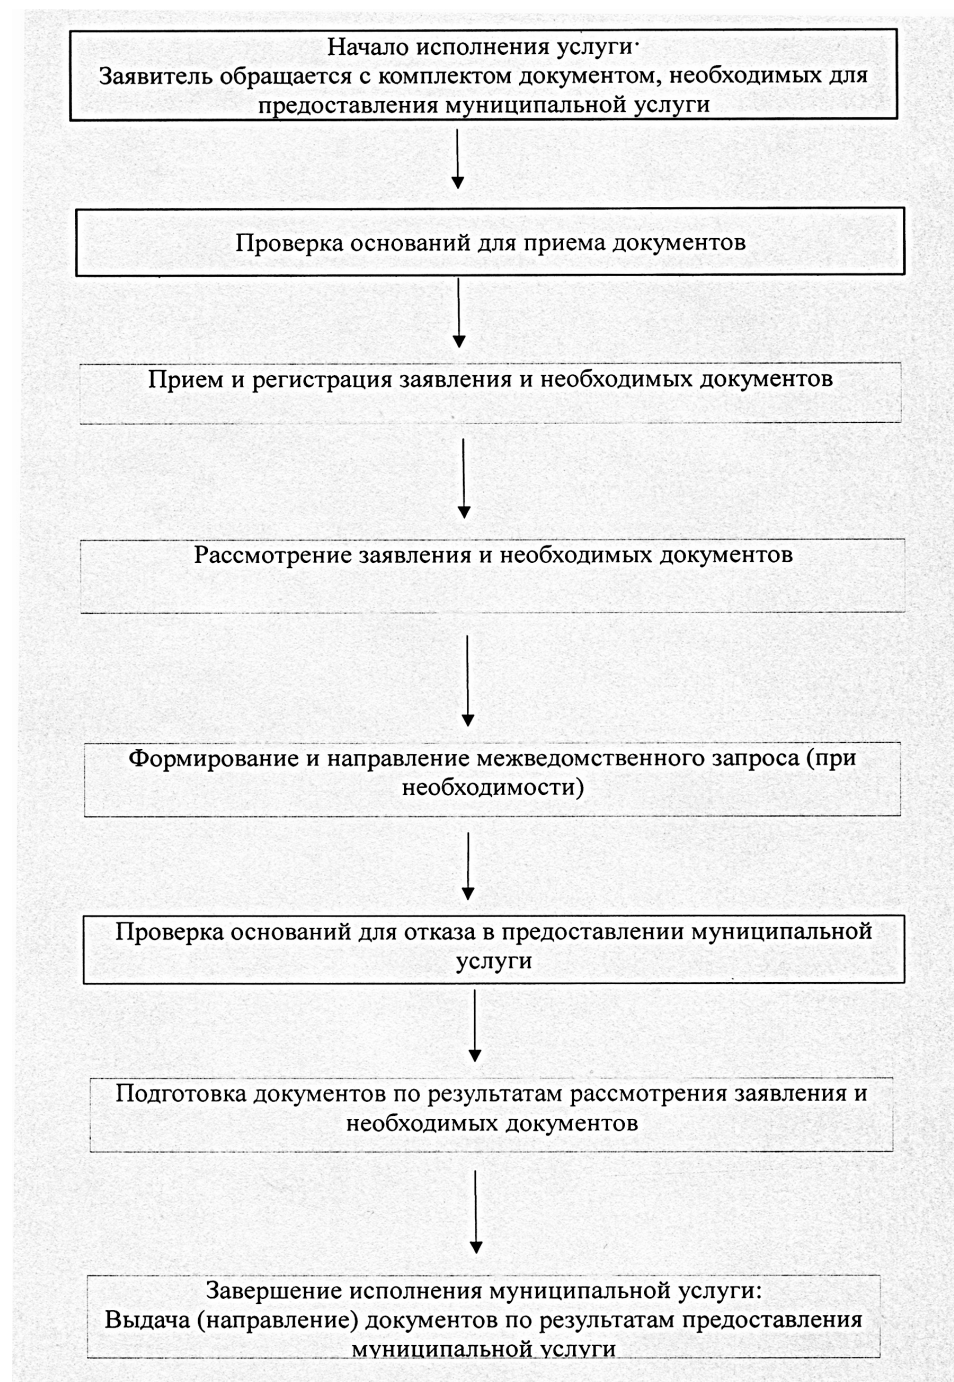 Начало исполнения услуги:
Заявитель обращается с комплектом документом, необходимых для
предоставления муниципальной услуги
Проверка оснований для приема документов
Прием и регистрация заявления и необходимых документов
Рассмотрение заявления и необходимых документов
Формирование и направление межведомственного запроса (при
необходимости)
Проверка оснований для отказа в предоставлении муниципальной
услуги
Подготовка документов по результатам рассмотрения заявления и
необходимых документов
Завершение исполнения муниципальной услуги:
Выдача (направление) документов по результатам предоставления
муниципальной услуги